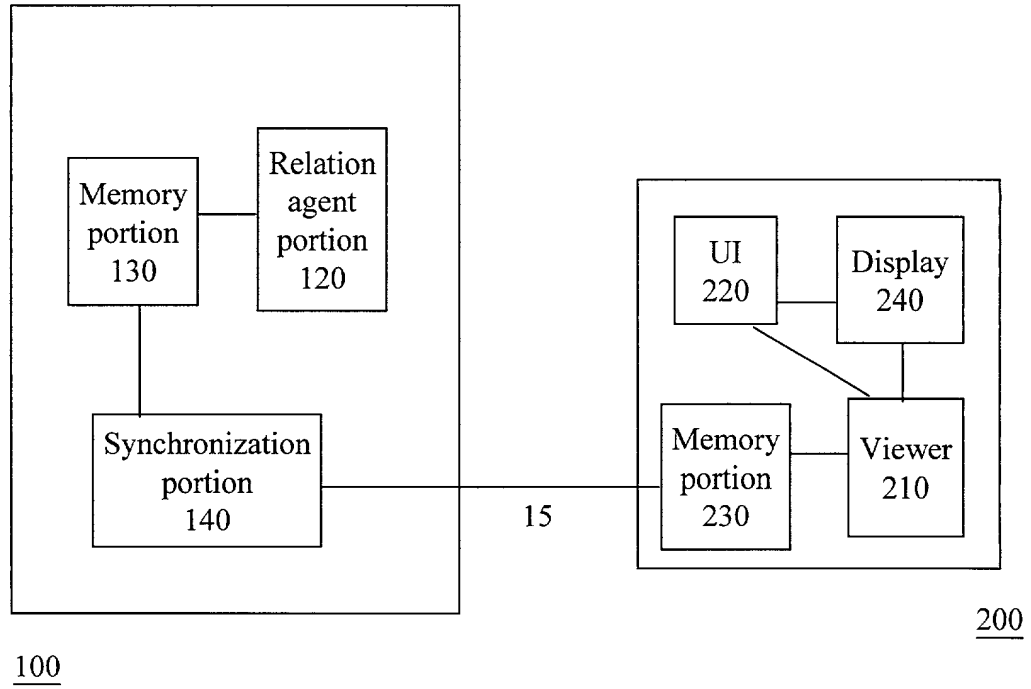 Memory
portion
130
Relation
agent
portion
120
Synchronization
portion
140
15
UI
220
Display
240
Memory
portion
230
Viewer
210
200
100